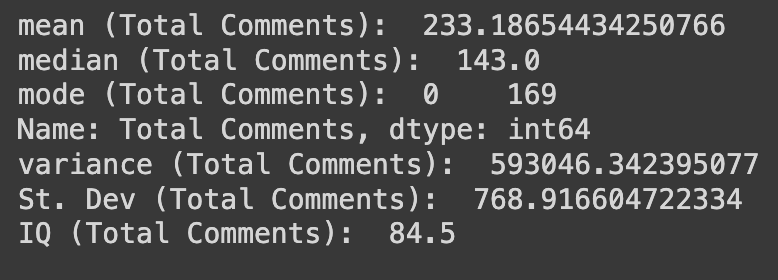 mean (Total Comments):  233.18654434250766
median (Total Comments):  143.0
mode (Total Comments):  0    169
Name: Total Comments, dtype: int64
variance (Total Comments):  593046.342395077
St. Dev (Total Comments):  768.916604722334
IQ (Total Comments):  84.5